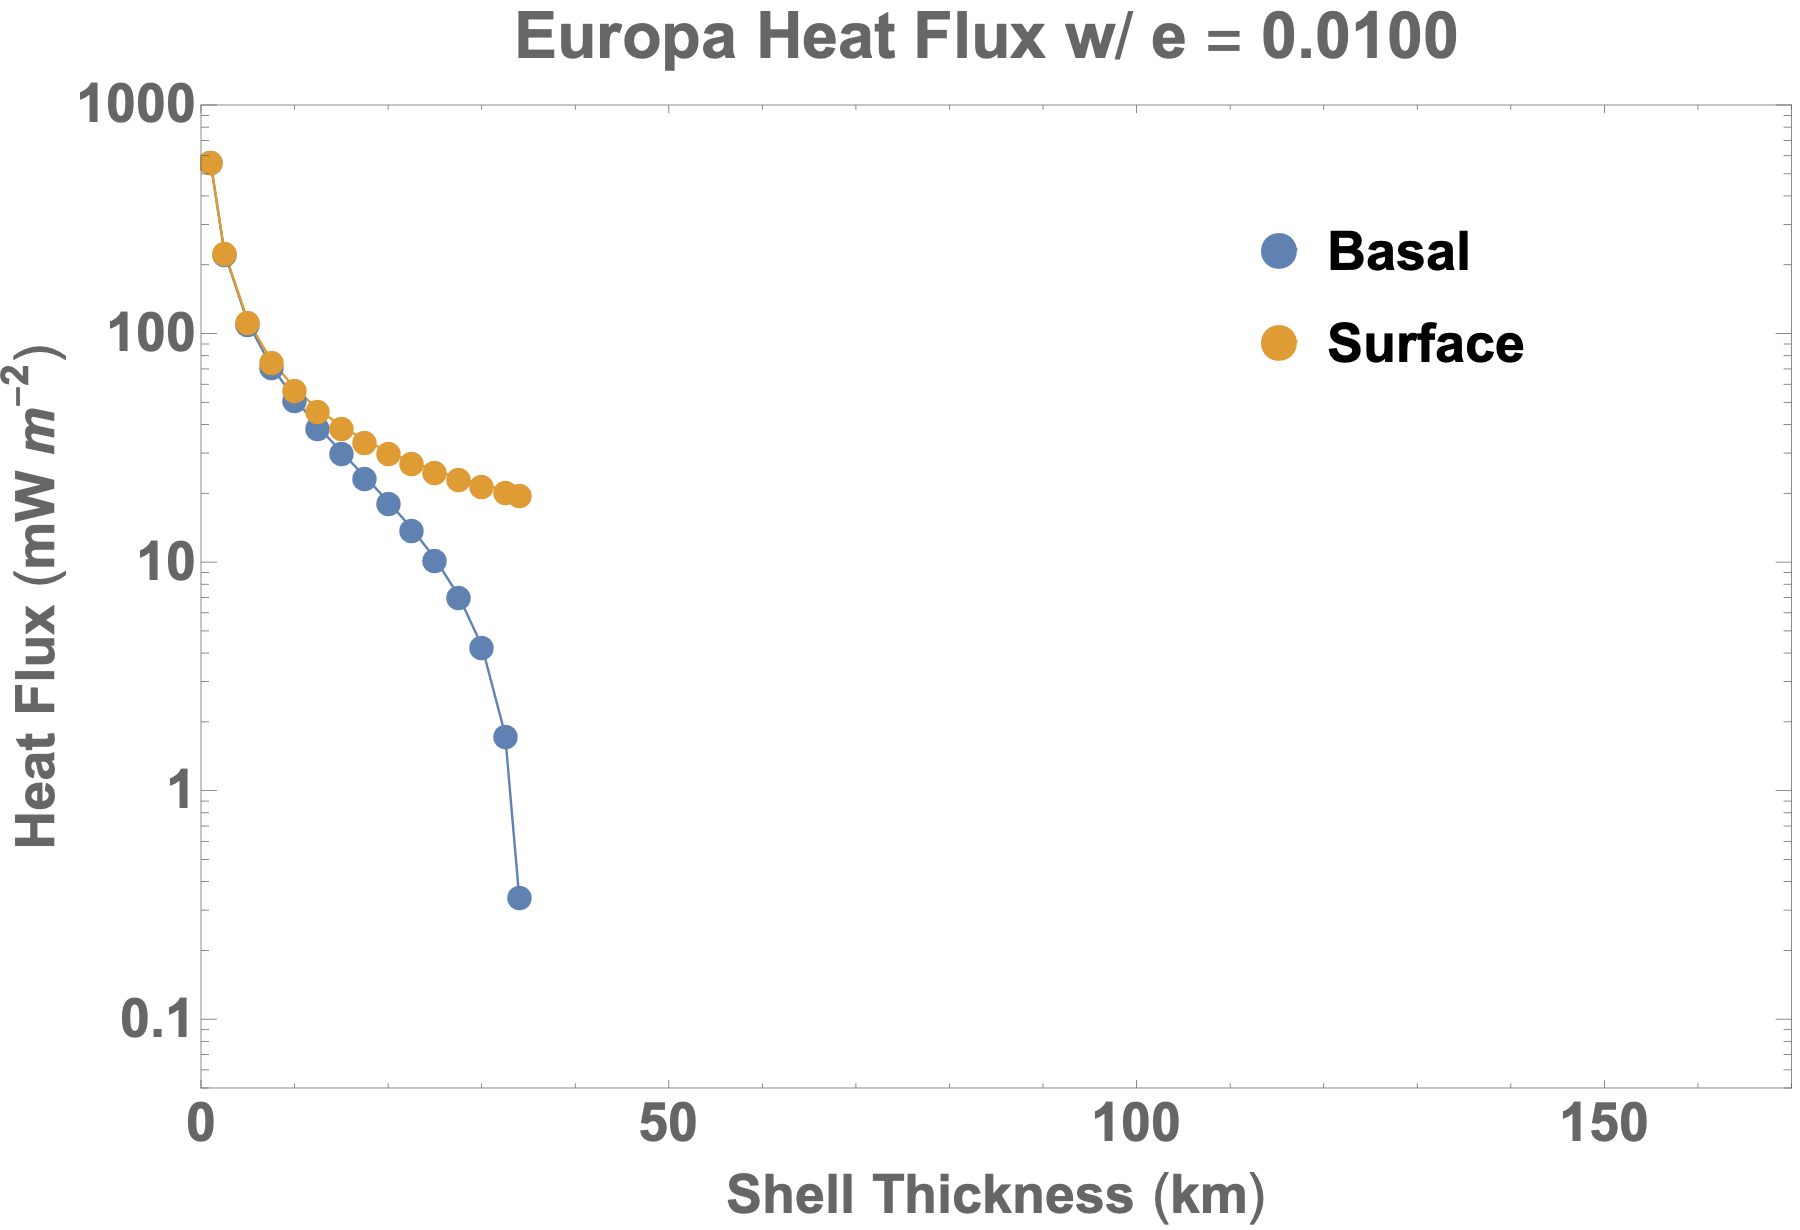 Europa Heat Flux w/ e = 0.0100
1000
100
10
1
0.1
Heat Flux (mW m⁻²)
Basal
Surface
0 50 100 150
Shell Thickness (km)